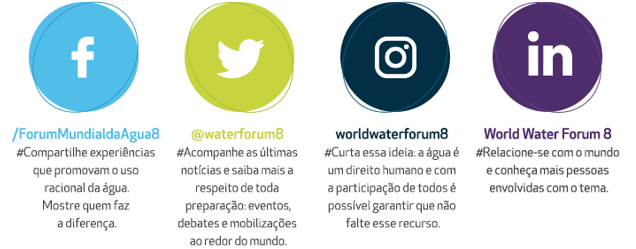 /ForumMundialdaAgua8
#Compartilhe experiências
que promovam o uso
racional da água.
Mostre quem faz
a diferença.
@waterforum8
#Acompanhe as últimas
notícias e saiba mais a
respeito de toda
preparação: eventos,
debates e mobilizações
ao redor do mundo.
worldwaterforum8
#Curta essa ideia: a água é
um direito humano e com
a participação de todos é
possível garantir que não
falte esse recurso.
World Water Forum 8
#Relacione-se com o mundo
e conheça mais pessoas
envolvidas com o tema.